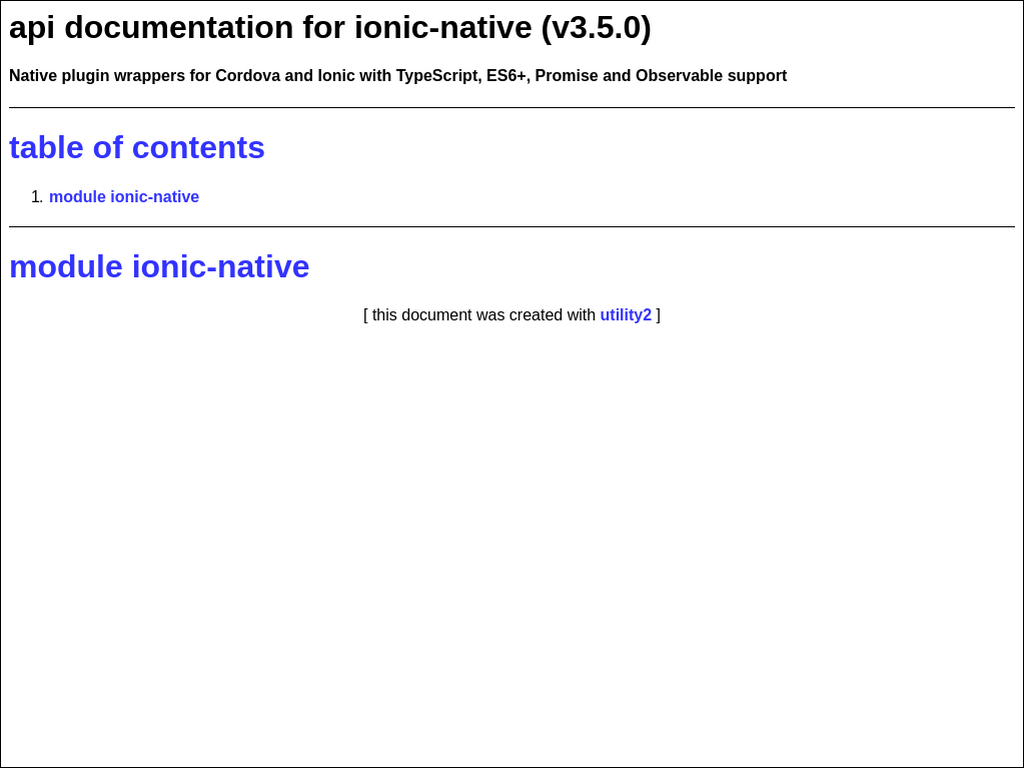 api documentation for ionic-native (v3.5.0)
Native plugin wrappers for Cordova and Ionic with TypeScript, ES6+, Promise and Observable support
table of contents
1. module ionic-native
module ionic-native
[ this document was created with utility2 ]